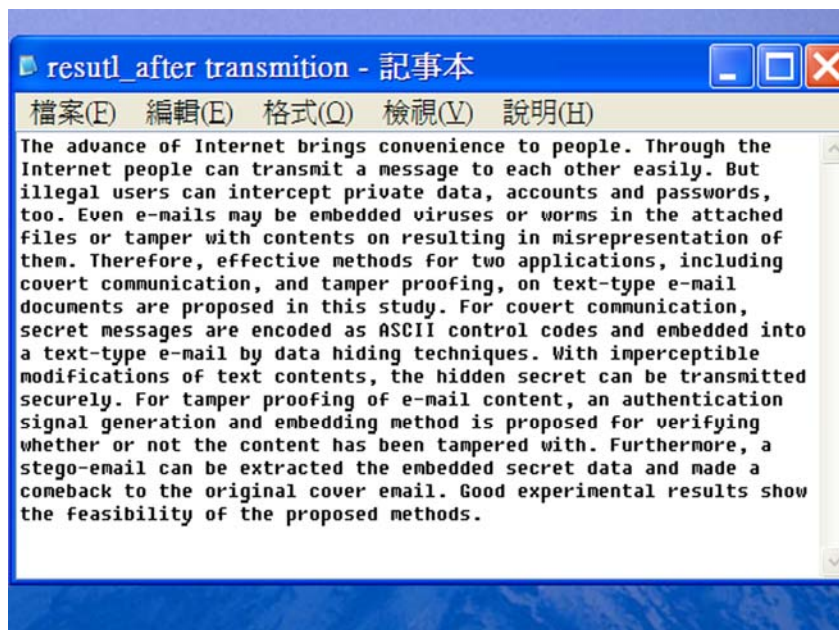 resutl_after transmition - 記事本
檔案(F) 編輯(E) 格式(O) 檢視(V) 說明(H)
The advance of Internet brings convenience to people. Through the
Internet people can transmit a message to each other easily. But
illegal users can intercept private data, accounts and passwords,
too. Even e-mails may be embedded viruses or worms in the attached
files or tamper with contents on resulting in misrepresentation of
them. Therefore, effective methods for two applications, including
covert communication, and tamper proofing, on text-type e-mail
documents are proposed in this study. For covert communication,
secret messages are encoded as ASCII control codes and embedded into
a text-type e-mail by data hiding techniques. With imperceptible
modifications of text contents, the hidden secret can be transmitted
securely. For tamper proofing of e-mail content, an authentication
signal generation and embedding method is proposed for verifying
whether or not the content has been tampered with. Furthermore, a
stego-email can be extracted the embedded secret data and made a
comeback to the original cover email. Good experimental results show
the feasibility of the proposed methods.